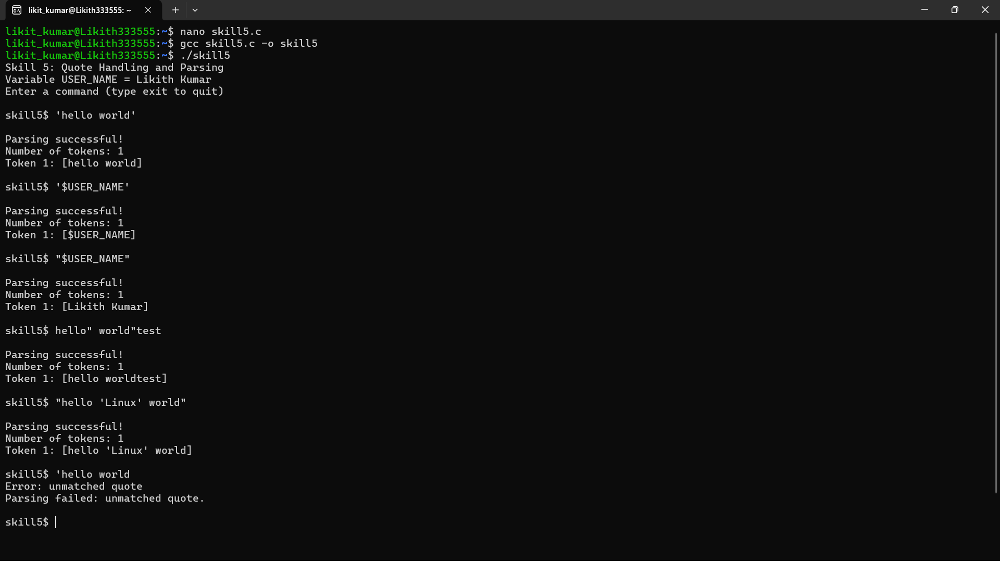 likit_kumar@Likith333555: ~
likit_kumar@Likith333555:~$ nano skill5.c
likit_kumar@Likith333555:~$ gcc skill5.c -o skill5
likit_kumar@Likith333555:~$ ./skill5
Skill 5: Quote Handling and Parsing
Variable USER_NAME = Likith Kumar
Enter a command (type exit to quit)
skill5$ 'hello world'
Parsing successful!
Number of tokens: 1
Token 1: [hello world]
skill5$ '$USER_NAME'
Parsing successful!
Number of tokens: 1
Token 1: [$USER_NAME]
skill5$ "$USER_NAME"
Parsing successful!
Number of tokens: 1
Token 1: [Likith Kumar]
skill5$ hello" world"test
Parsing successful!
Number of tokens: 1
Token 1: [hello worldtest]
skill5$ "hello 'Linux' world"
Parsing successful!
Number of tokens: 1
Token 1: [hello 'Linux' world]
skill5$ 'hello world
Error: unmatched quote
Parsing failed: unmatched quote.
skill5$